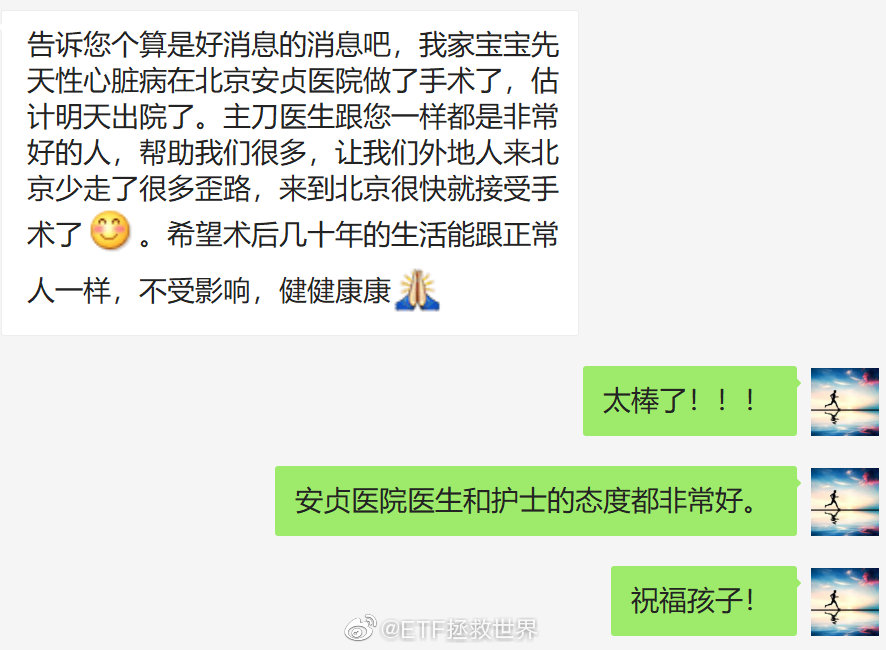 告诉您个算是好消息的消息吧，我家宝宝先
天性心脏病在北京安贞医院做了手术了，估
计明天出院了。主刀医生跟您一样都是非常
好的人，帮助我们很多，让我们外地人来北
京少走了很多歪路，来到北京很快就接受手
术了😊。希望术后几十年的生活能跟正常
人一样，不受影响，健健康康🙏
太棒了！！！
安贞医院医生和护士的态度都非常好。
祝福孩子！
@ETF拯救世界